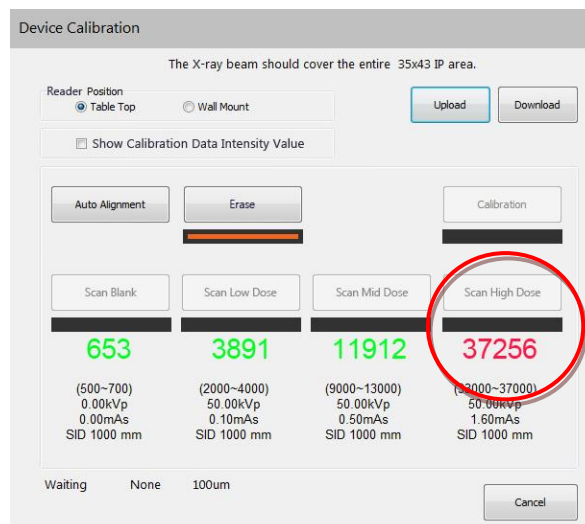 Device Calibration
The X-ray beam should cover the entire 35x43 IP area.
Reader Position
Table Top Wall Mount Upload Download
Show Calibration Data Intensity Value
Auto Alignment Erase Calibration
Scan Blank Scan Low Dose Scan Mid Dose Scan High Dose
653 3891 11912 37256
(500~700) (2000~4000) (9000~13000) (33000~37000)
0.00kVp 50.00kVp 50.00kVp 50.00kVp
0.00mAs 0.10mAs 0.50mAs 1.60mAs
SID 1000 mm SID 1000 mm SID 1000 mm SID 1000 mm
Waiting None 100um
Cancel